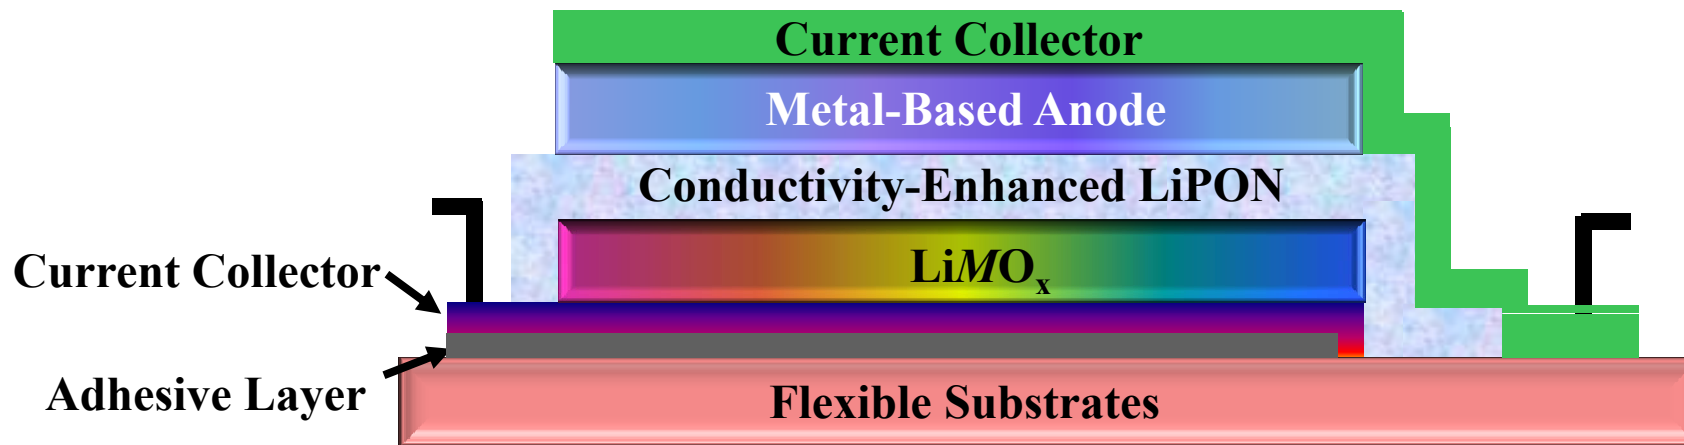 Current Collector
Metal-Based Anode
Conductivity-Enhanced LiPON
Current Collector
LiMOₓ
Adhesive Layer
Flexible Substrates